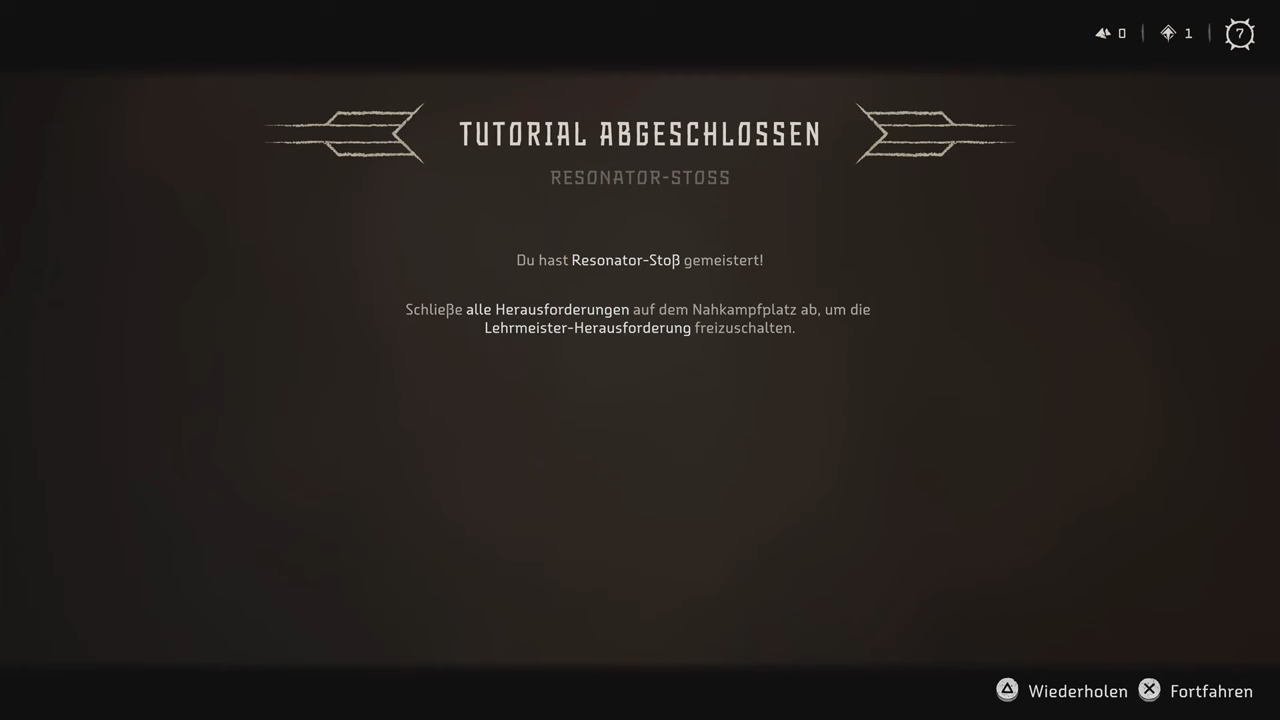 0 1 7
TUTORIAL ABGESCHLOSSEN
RESONATOR-STOSS
Du hast Resonator-Stoß gemeistert!
Schließe alle Herausforderungen auf dem Nahkampfplatz ab, um die
Lehrmeister-Herausforderung freizuschalten.
Wiederholen Fortfahren